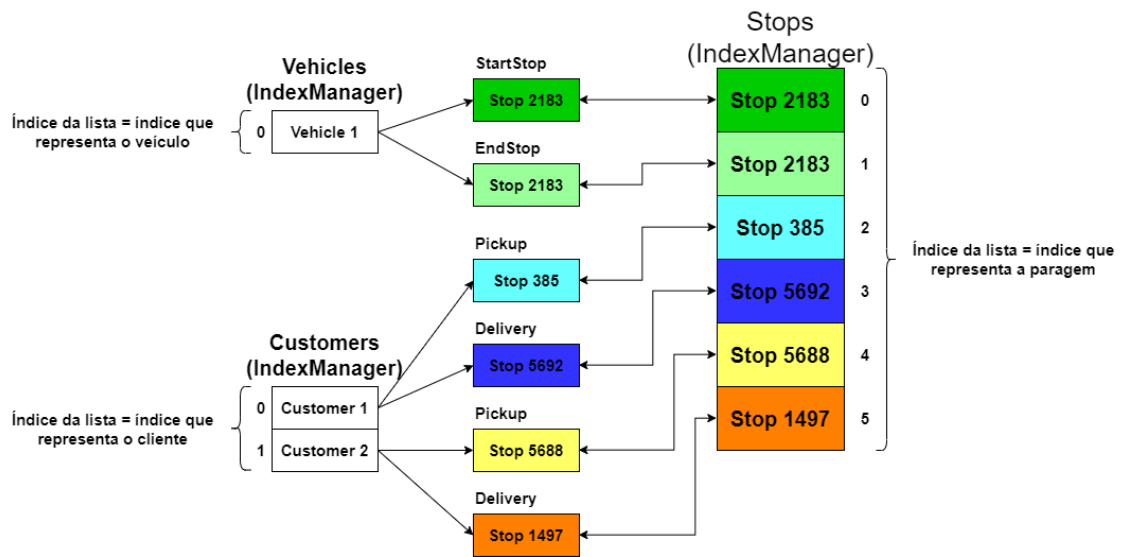 Stops
(IndexManager)
Vehicles
(IndexManager)
Índice da lista = índice que
representa o veículo
0
Vehicle 1
StartStop
Stop 2183
EndStop
Stop 2183
Pickup
Stop 385
Delivery
Stop 5692
Customers
(IndexManager)
Índice da lista = índice que
representa o cliente
0
Customer 1
1
Customer 2
Pickup
Stop 5688
Delivery
Stop 1497
Stop 2183
0
Stop 2183
1
Stop 385
2
Stop 5692
3
Stop 5688
4
Stop 1497
5
Índice da lista = índice que
representa a paragem